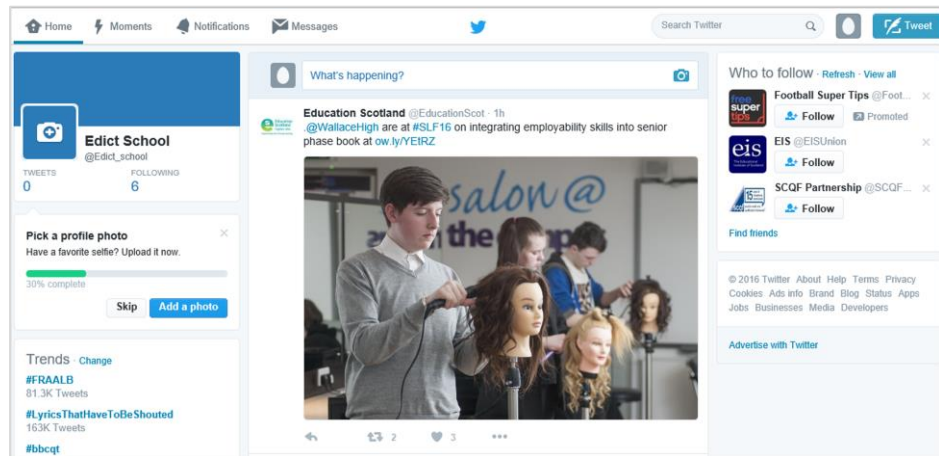 Home
Moments
Notifications
Messages
Search Twitter
Tweet
Edict School
@Edict_school
TWEETS
FOLLOWING
0
6
Pick a profile photo
Have a favorite selfie? Upload it now.
30% complete
Skip
Add a photo
Trends · Change
#FRAALB
81.3K Tweets
#LyricsThatHaveToBeShouted
163K Tweets
#bbcqt
What's happening?
Education Scotland @EducationScot · 1h
.@WallaceHigh are at #SLF16 on integrating employability skills into senior
phase book at ow.ly/YEtRZ
salon@
the
2
3
Who to follow · Refresh · View all
free
super
tips
Football Super Tips @Foot...
Follow
Promoted
eis
EIS @EISUnion
Follow
SCQF Partnership @SCQF...
Follow
Find friends
© 2016 Twitter About Help Terms Privacy
Cookies Ads info Brand Blog Status Apps
Jobs Businesses Media Developers
Advertise with Twitter